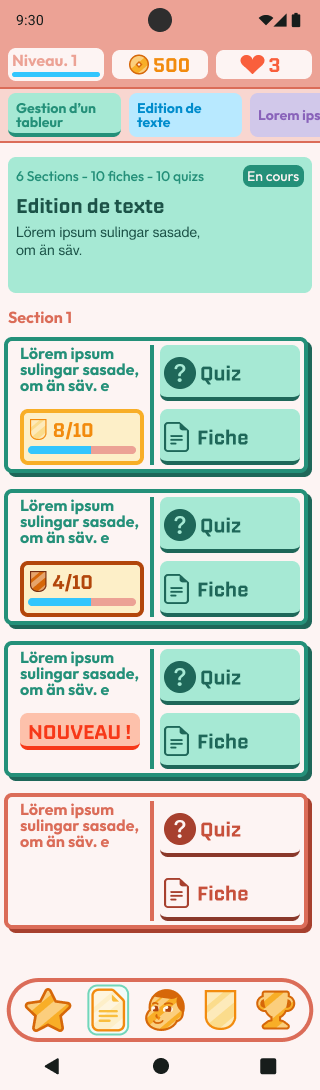 9:30
Niveau. 1
500
3
Gestion d'un
tableur
Edition de
texte
Lorem ips
6 Sections - 10 fiches - 10 quizs
En cours
Edition de texte
Lörem ipsum sulingar sasade,
om än säv.
Section 1
Lörem ipsum
sulingar sasade,
om än säv. e
8/10
? Quiz
Fiche
Lörem ipsum
sulingar sasade,
om än säv. e
4/10
? Quiz
Fiche
Lörem ipsum
sulingar sasade,
om än säv. e
NOUVEAU !
? Quiz
Fiche
Lörem ipsum
sulingar sasade,
om än säv. e
? Quiz
Fiche